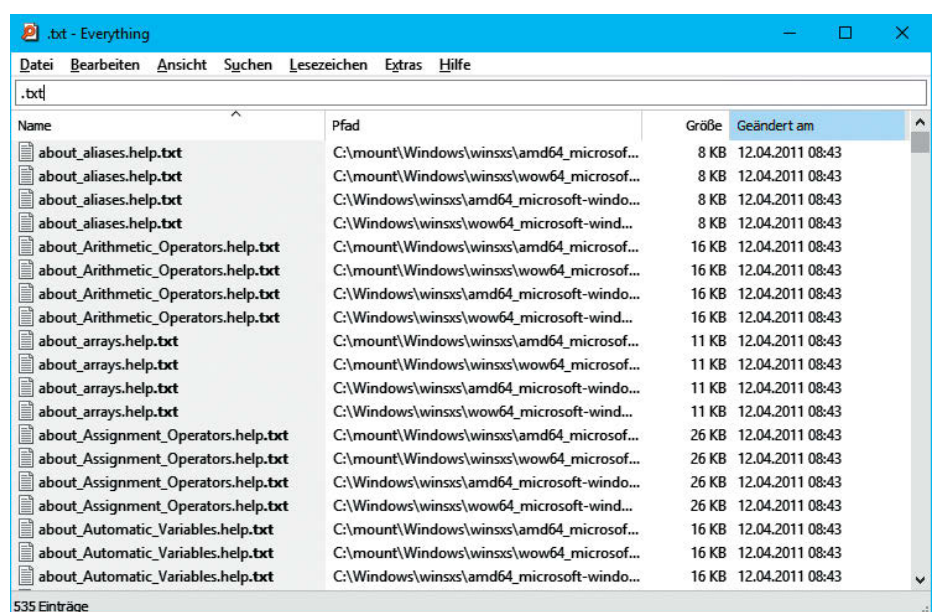 .txt - Everything
Datei Bearbeiten Ansicht Suchen Lesezeichen Extras Hilfe
.txt
Name Pfad Größe Geändert am
about_aliases.help.txt C:\mount\Windows\winsxs\amd64_microsof... 8 KB 12.04.2011 08:43
about_aliases.help.txt C:\mount\Windows\winsxs\wow64_microsof... 8 KB 12.04.2011 08:43
about_aliases.help.txt C:\Windows\winsxs\amd64_microsoft-windo... 8 KB 12.04.2011 08:43
about_aliases.help.txt C:\Windows\winsxs\wow64_microsoft-wind... 8 KB 12.04.2011 08:43
about_Arithmetic_Operators.help.txt C:\mount\Windows\winsxs\amd64_microsof... 16 KB 12.04.2011 08:43
about_Arithmetic_Operators.help.txt C:\mount\Windows\winsxs\wow64_microsof... 16 KB 12.04.2011 08:43
about_Arithmetic_Operators.help.txt C:\Windows\winsxs\amd64_microsoft-windo... 16 KB 12.04.2011 08:43
about_Arithmetic_Operators.help.txt C:\Windows\winsxs\wow64_microsoft-wind... 16 KB 12.04.2011 08:43
about_arrays.help.txt C:\mount\Windows\winsxs\amd64_microsof... 11 KB 12.04.2011 08:43
about_arrays.help.txt C:\mount\Windows\winsxs\wow64_microsof... 11 KB 12.04.2011 08:43
about_arrays.help.txt C:\Windows\winsxs\amd64_microsoft-windo... 11 KB 12.04.2011 08:43
about_arrays.help.txt C:\Windows\winsxs\wow64_microsoft-wind... 11 KB 12.04.2011 08:43
about_Assignment_Operators.help.txt C:\mount\Windows\winsxs\amd64_microsof... 26 KB 12.04.2011 08:43
about_Assignment_Operators.help.txt C:\mount\Windows\winsxs\wow64_microsof... 26 KB 12.04.2011 08:43
about_Assignment_Operators.help.txt C:\Windows\winsxs\amd64_microsoft-windo... 26 KB 12.04.2011 08:43
about_Assignment_Operators.help.txt C:\Windows\winsxs\wow64_microsoft-wind... 26 KB 12.04.2011 08:43
about_Automatic_Variables.help.txt C:\mount\Windows\winsxs\amd64_microsof... 16 KB 12.04.2011 08:43
about_Automatic_Variables.help.txt C:\mount\Windows\winsxs\wow64_microsof... 16 KB 12.04.2011 08:43
about_Automatic_Variables.help.txt C:\Windows\winsxs\amd64_microsoft-windo... 16 KB 12.04.2011 08:43
535 Einträge